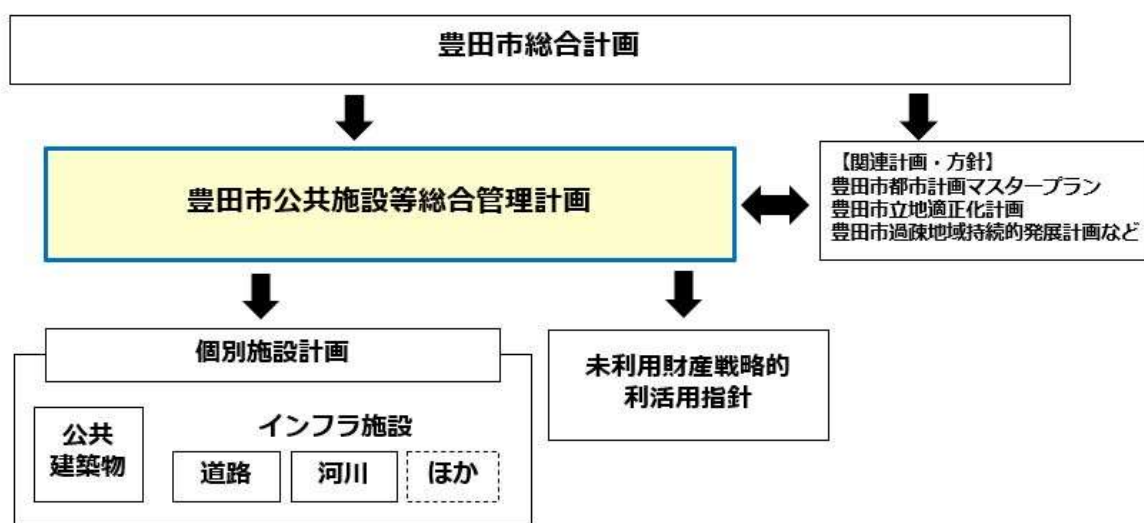 豊田市総合計画
豊田市公共施設等総合管理計画
【関連計画・方針】
豊田市都市計画マスタープラン
豊田市立地適正化計画
豊田市過疎地域持続的発展計画など
個別施設計画
公共
建築物
インフラ施設
道路
河川
ほか
未利用財産戦略的
利活用指針